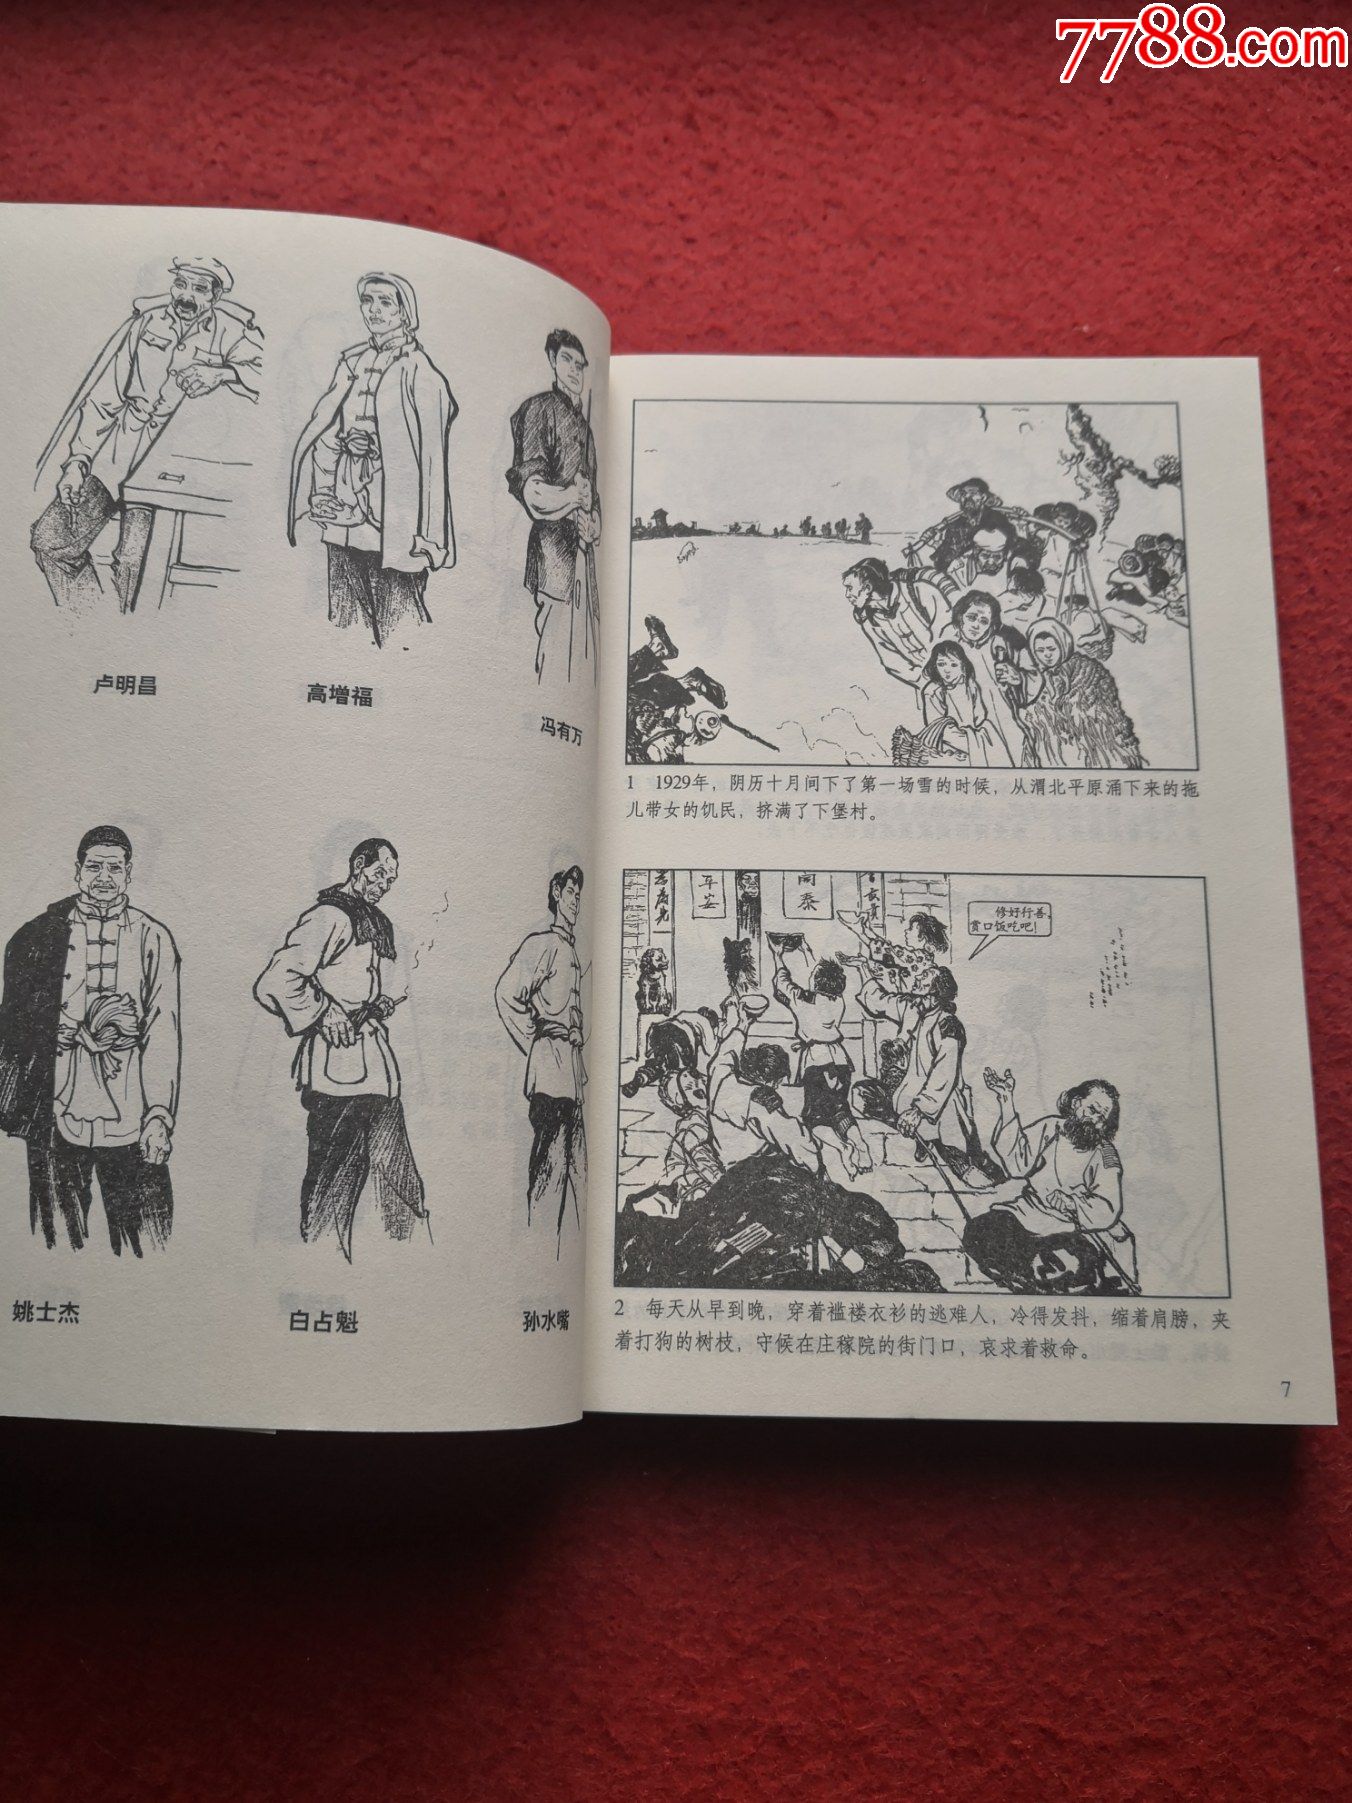 7788.com
卢明昌
高增福
冯有万
姚士杰
白占魁
孙水嘴
1 1929年，阴历十月间下了第一场雪的时候，从渭北平原涌下来的拖
儿带女的饥民，挤满了下堡村。
平安
开泰
修好行善，
赏口饭吃吧！
2 每天从早到晚，穿着褴褛衣衫的逃难人，冷得发抖，缩着肩膀，夹
着打狗的树枝，守候在庄稼院的街门口，哀求着救命。
7